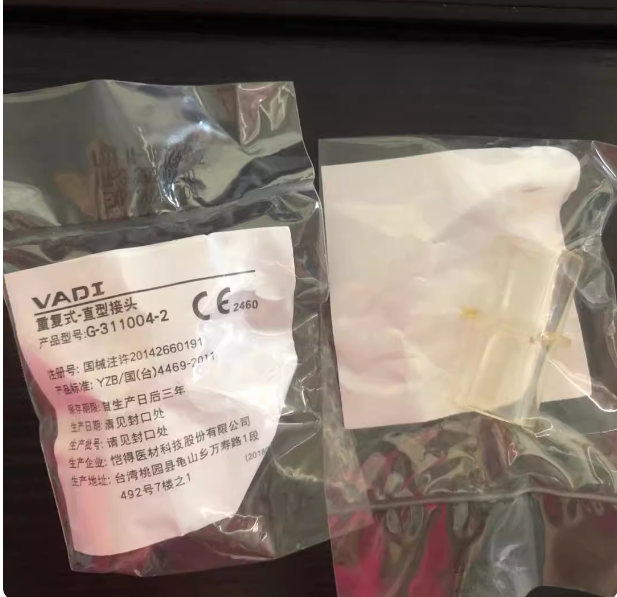 VADI
重复式-直型接头
产品型号:G-311004-2
CE 2460
注册号: 国械注许20142660191
产品标准: YZB/国(台)4469-201
保存期限: 自生产日后三年
生产日期: 请见封口处
生产批号: 请见封口处
生产企业: 恺得医材科技股份有限公司
生产地址: 台湾桃园县龟山乡万寿路1段
492号7楼之1
(201